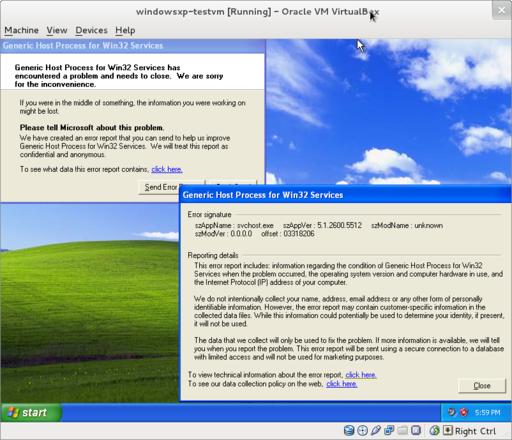 windowsxp-testvm [Running] - Oracle VM VirtualBox
Machine View Devices Help
Generic Host Process for Win32 Services
Generic Host Process for Win32 Services has
encountered a problem and needs to close. We are sorry
for the inconvenience.
If you were in the middle of something, the information you were working on
might be lost.
Please tell Microsoft about this problem.
We have created an error report that you can send to help us improve
Generic Host Process for Win32 Services. We will treat this report as
confidential and anonymous.
To see what data this error report contains, click here.
Send Error
Generic Host Process for Win32 Services
Error signature
szAppName : svchost.exe szAppVer : 5.1.2600.5512 szModName : unknown
szModVer : 0.0.0.0 offset : 03318206
Reporting details
This error report includes: information regarding the condition of Generic Host Process for Win32
Services when the problem occurred, the operating system version and computer hardware in use, and
the Internet Protocol (IP) address of your computer.
We do not intentionally collect your name, address, email address or any other form of personally
identifiable information. However, the error report may contain customer-specific information in the
collected data files. While this information could potentially be used to determine your identity, if present,
it will not be used.
The data that we collect will only be used to fix the problem. If more information is available, we will tell
you when you report the problem. This error report will be sent using a secure connection to a database
with limited access and will not be used for marketing purposes.
To view technical information about the error report, click here.
To see our data collection policy on the web, click here.
Close
start
5:59 PM
Right Ctrl